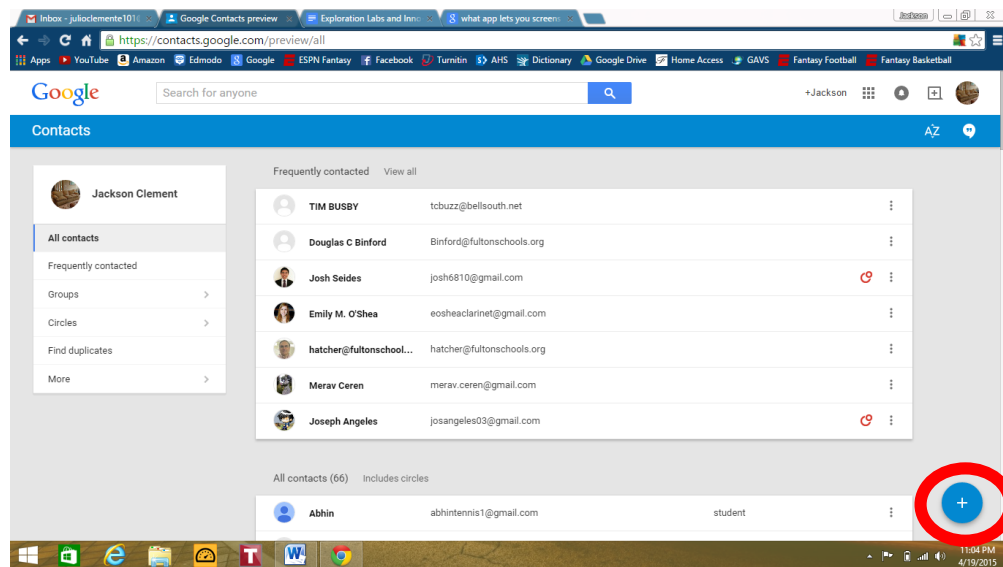 Inbox - julioclemente101
Google Contacts preview
Exploration Labs and Inno
what app lets you screens
Jackson
https://contacts.google.com/preview/all
Apps YouTube Amazon Edmodo Google ESPN Fantasy Facebook Turnitin AHS Dictionary Google Drive Home Access GAVS Fantasy Football Fantasy Basketball
Google Search for anyone +Jackson
Contacts AZ
Jackson Clement
All contacts
Frequently contacted
Groups
Circles
Find duplicates
More
Frequently contacted View all
TIM BUSBY tcbuzz@bellsouth.net
Douglas C Binford Binford@fultonschools.org
Josh Seides josh6810@gmail.com
Emily M. O'Shea eosheaclarinet@gmail.com
hatcher@fultonschool... hatcher@fultonschools.org
Merav Ceren merav.ceren@gmail.com
Joseph Angeles josangeles03@gmail.com
All contacts (66) Includes circles
Abhin abhintennis1@gmail.com student
11:04 PM
4/19/2015